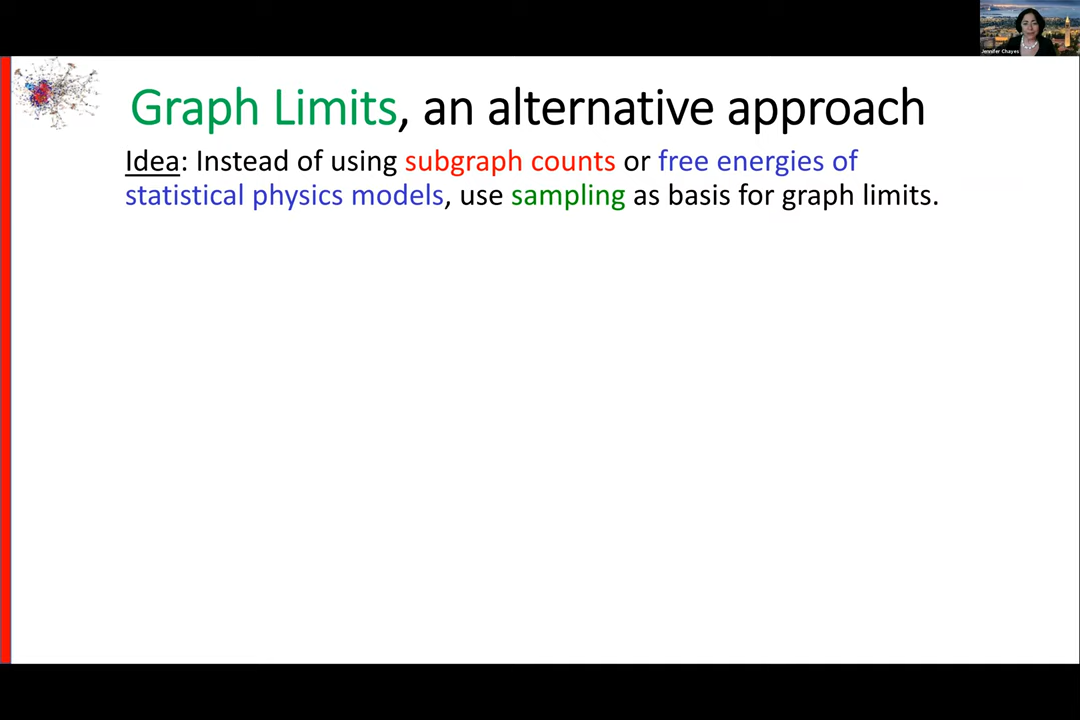 Jennifer Chayes
Graph Limits, an alternative approach
Idea: Instead of using subgraph counts or free energies of
statistical physics models, use sampling as basis for graph limits.